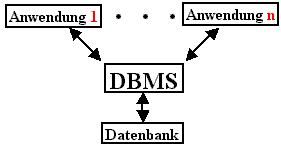 Anwendung 1 . . . Anwendung n
DBMS
Datenbank